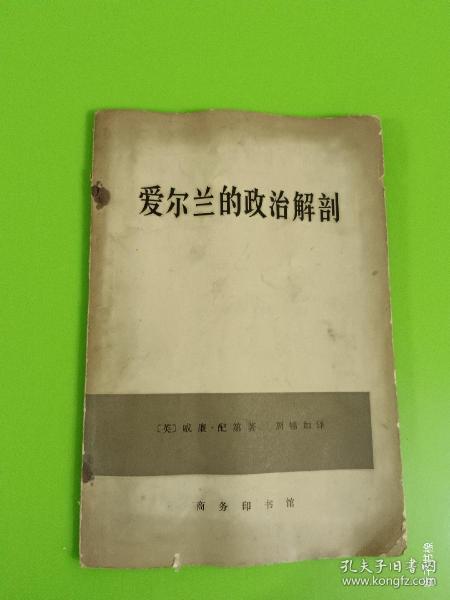 爱尔兰的政治解剖
〔英〕威廉·配第著 周锦如译
商务印书馆
孔夫子旧书网
www.kongfz.com